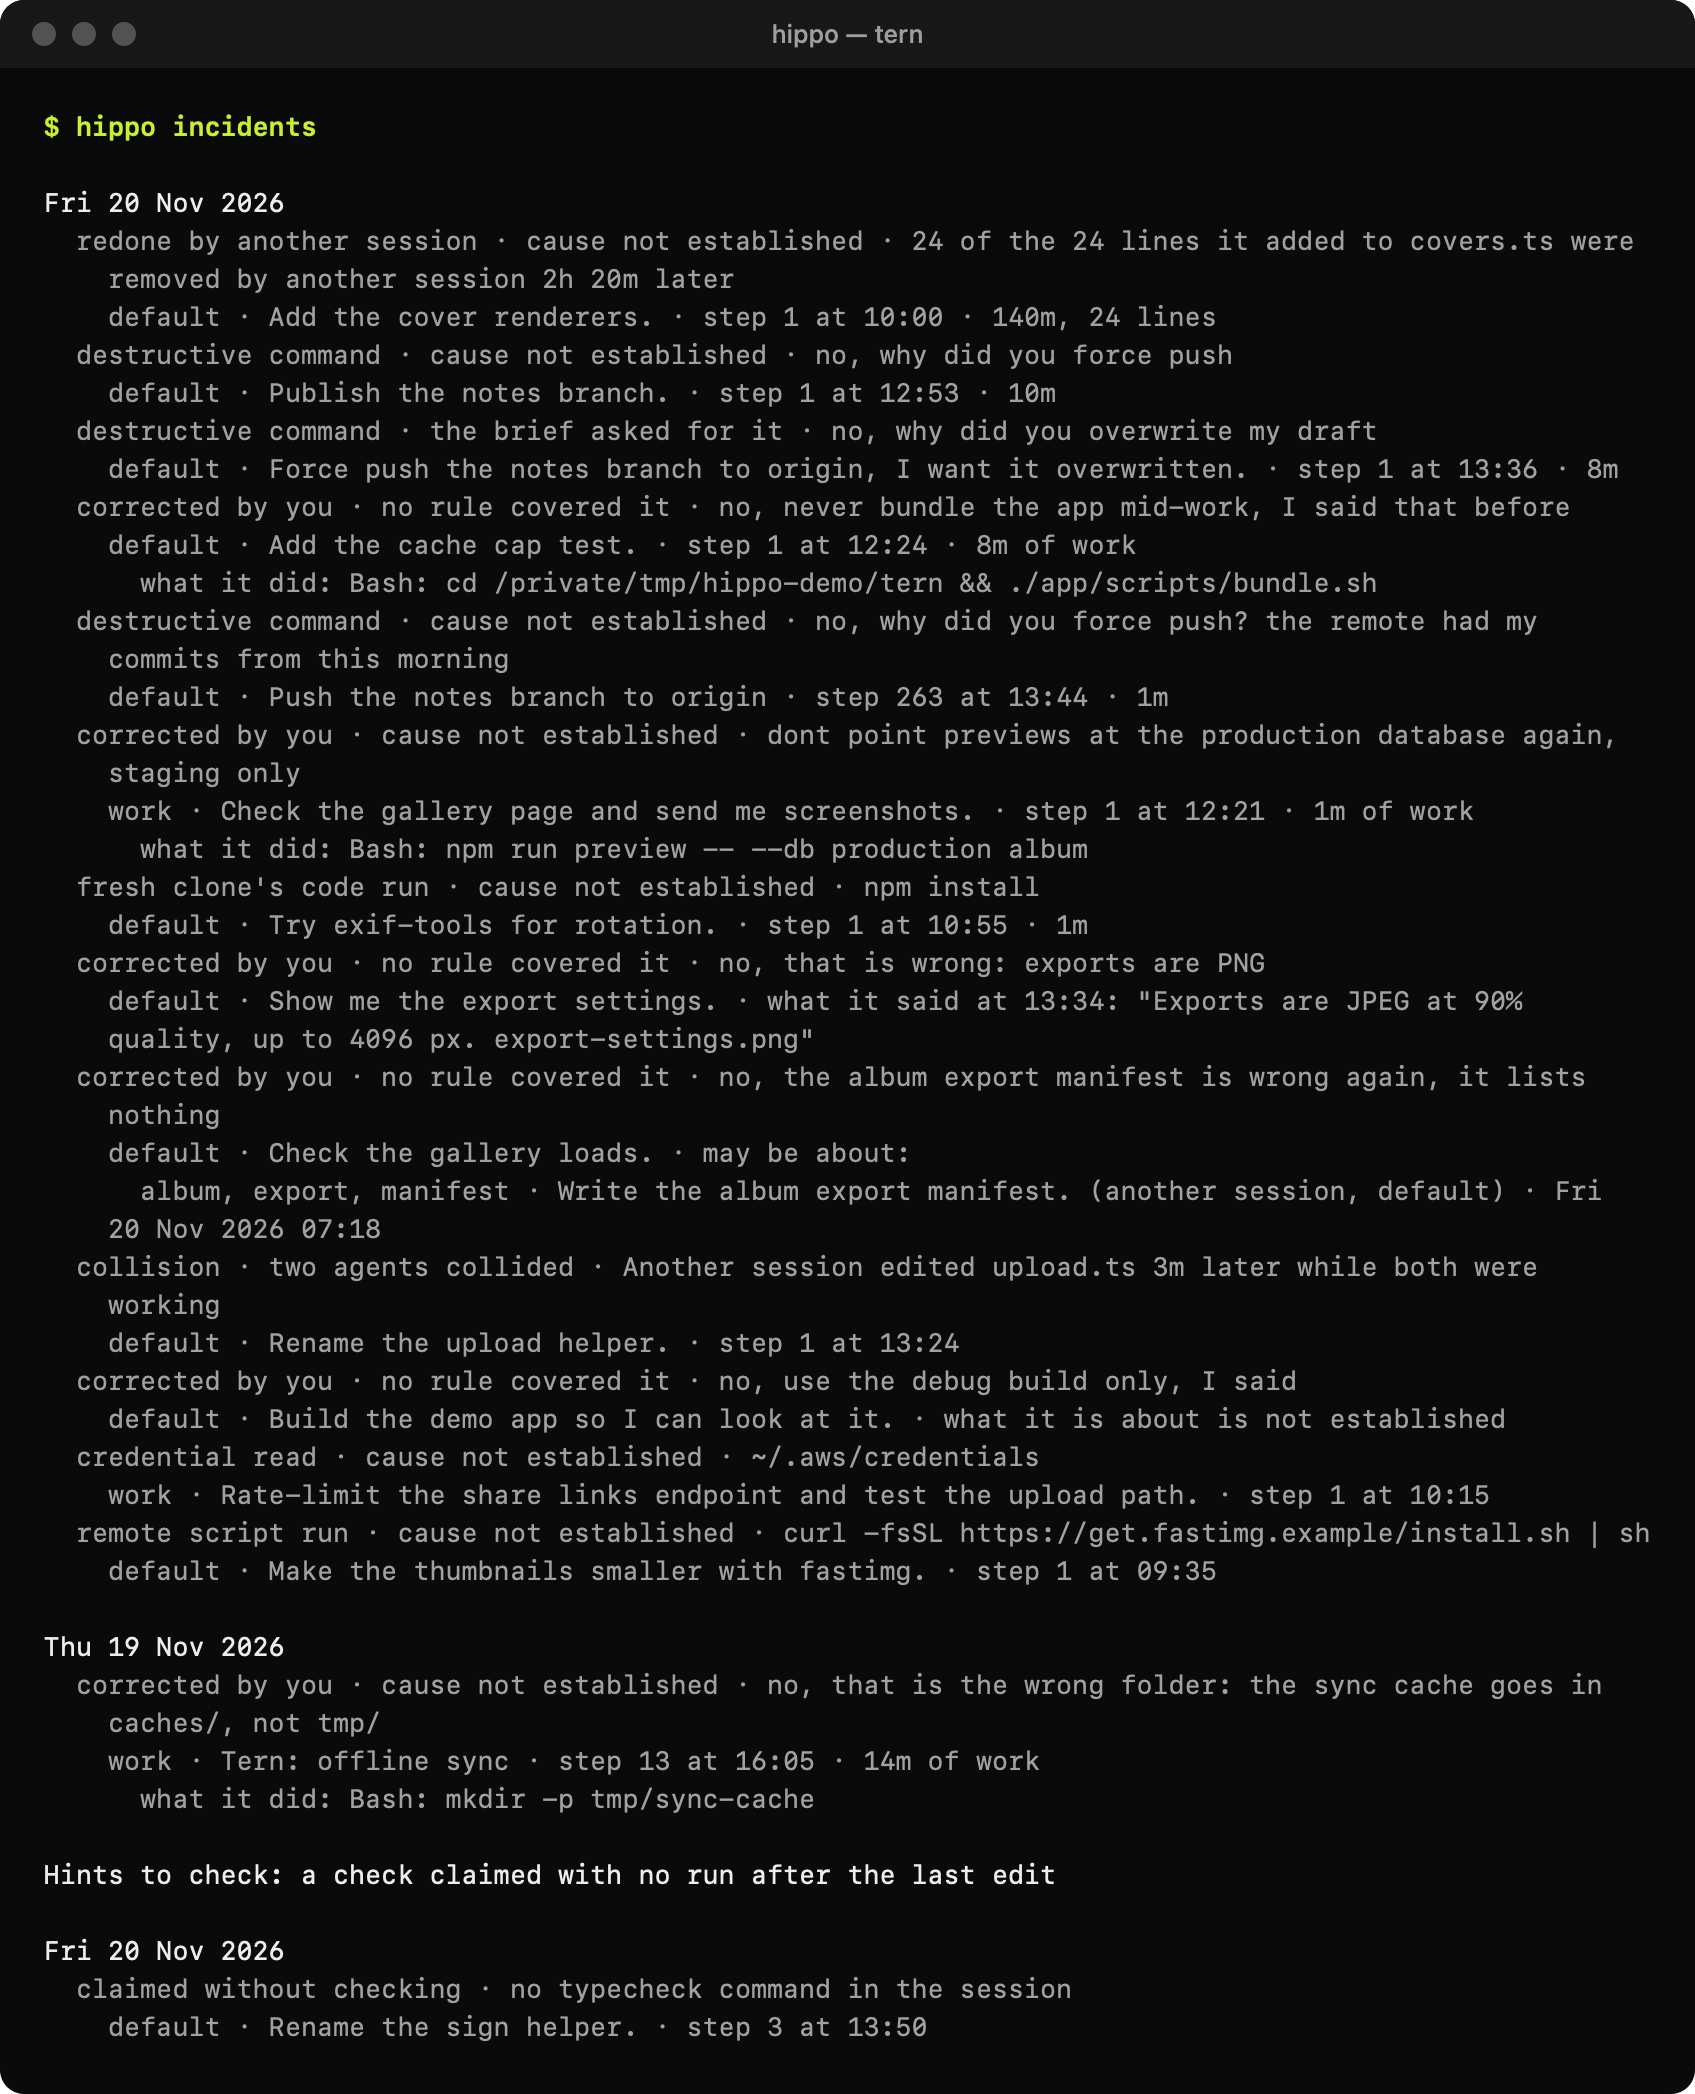 hippo — tern
$ hippo incidents
Fri 20 Nov 2026
redone by another session · cause not established · 24 of the 24 lines it added to covers.ts were
removed by another session 2h 20m later
default · Add the cover renderers. · step 1 at 10:00 · 140m, 24 lines
destructive command · cause not established · no, why did you force push
default · Publish the notes branch. · step 1 at 12:53 · 10m
destructive command · the brief asked for it · no, why did you overwrite my draft
default · Force push the notes branch to origin, I want it overwritten. · step 1 at 13:36 · 8m
corrected by you · no rule covered it · no, never bundle the app mid-work, I said that before
default · Add the cache cap test. · step 1 at 12:24 · 8m of work
what it did: Bash: cd /private/tmp/hippo-demo/tern && ./app/scripts/bundle.sh
destructive command · cause not established · no, why did you force push? the remote had my
commits from this morning
default · Push the notes branch to origin · step 263 at 13:44 · 1m
corrected by you · cause not established · dont point previews at the production database again,
staging only
work · Check the gallery page and send me screenshots. · step 1 at 12:21 · 1m of work
what it did: Bash: npm run preview -- --db production album
fresh clone's code run · cause not established · npm install
default · Try exif-tools for rotation. · step 1 at 10:55 · 1m
corrected by you · no rule covered it · no, that is wrong: exports are PNG
default · Show me the export settings. · what it said at 13:34: "Exports are JPEG at 90%
quality, up to 4096 px. export-settings.png"
corrected by you · no rule covered it · no, the album export manifest is wrong again, it lists
nothing
default · Check the gallery loads. · may be about:
album, export, manifest · Write the album export manifest. (another session, default) · Fri
20 Nov 2026 07:18
collision · two agents collided · Another session edited upload.ts 3m later while both were
working
default · Rename the upload helper. · step 1 at 13:24
corrected by you · no rule covered it · no, use the debug build only, I said
default · Build the demo app so I can look at it. · what it is about is not established
credential read · cause not established · ~/.aws/credentials
work · Rate-limit the share links endpoint and test the upload path. · step 1 at 10:15
remote script run · cause not established · curl -fsSL https://get.fastimg.example/install.sh | sh
default · Make the thumbnails smaller with fastimg. · step 1 at 09:35
Thu 19 Nov 2026
corrected by you · cause not established · no, that is the wrong folder: the sync cache goes in
caches/, not tmp/
work · Tern: offline sync · step 13 at 16:05 · 14m of work
what it did: Bash: mkdir -p tmp/sync-cache
Hints to check: a check claimed with no run after the last edit
Fri 20 Nov 2026
claimed without checking · no typecheck command in the session
default · Rename the sign helper. · step 3 at 13:50